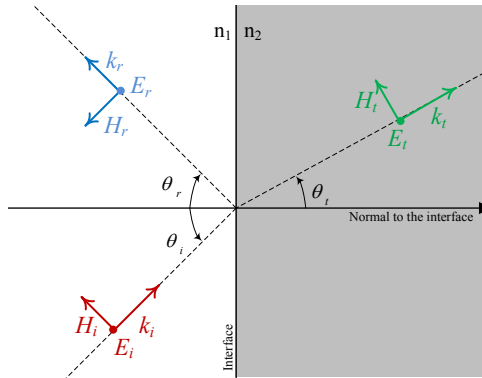 n₁ n₂
kᵣ
Eᵣ
Hᵣ
Hₜ
kₜ
Eₜ
θᵣ
θₜ
Normal to the interface
θᵢ
Hᵢ
kᵢ
Eᵢ
Interface